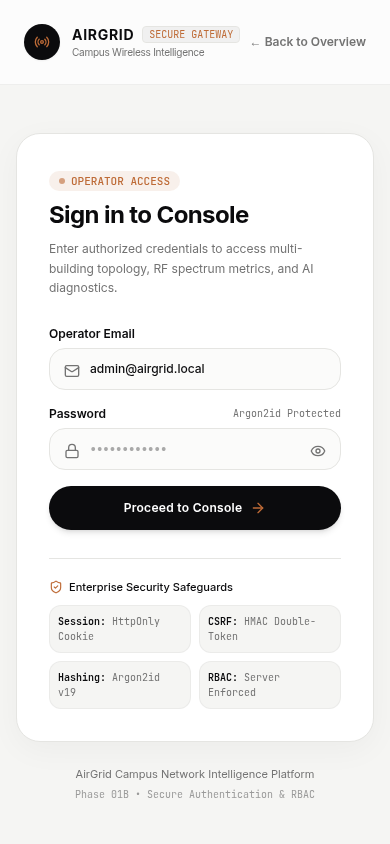 AIRGRID SECURE GATEWAY
Campus Wireless Intelligence
← Back to Overview
OPERATOR ACCESS
Sign in to Console
Enter authorized credentials to access multi-
building topology, RF spectrum metrics, and AI
diagnostics.
Operator Email
admin@airgrid.local
Password Argon2id Protected
••••••••••••
Proceed to Console →
Enterprise Security Safeguards
Session: HttpOnly
Cookie
CSRF: HMAC Double-
Token
Hashing: Argon2id
v19
RBAC: Server
Enforced
AirGrid Campus Network Intelligence Platform
Phase 01B • Secure Authentication & RBAC